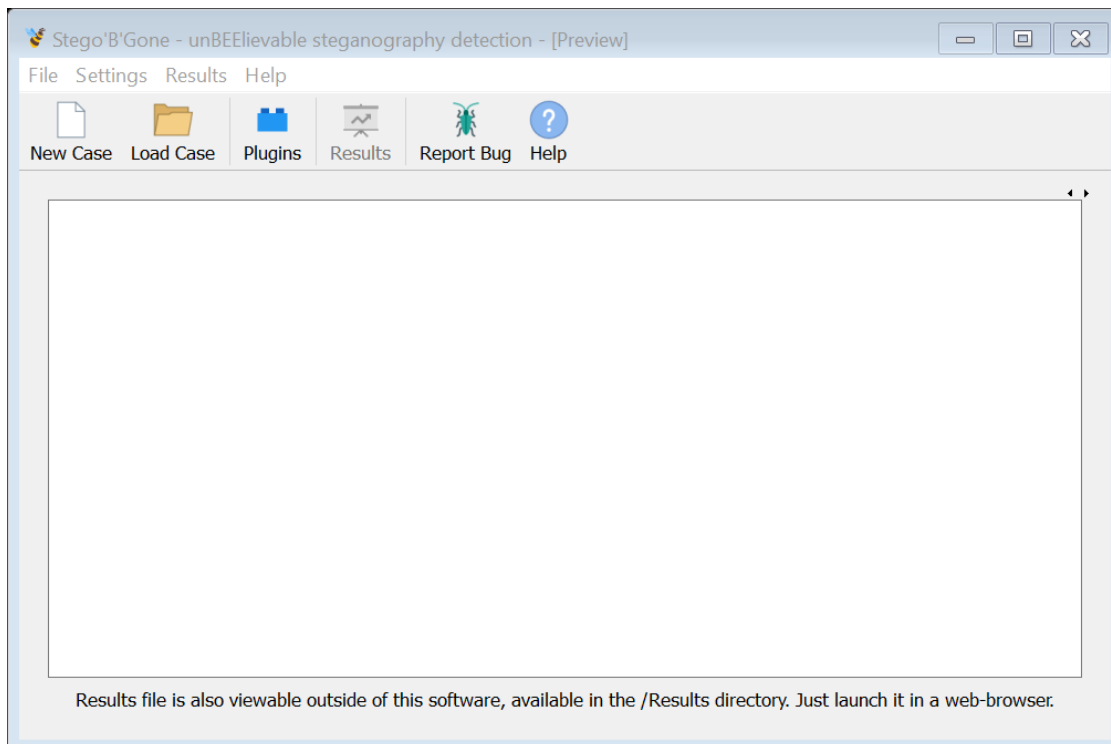 Stego'B'Gone - unBEElievable steganography detection - [Preview]
File Settings Results Help
New Case Load Case Plugins Results Report Bug Help
Results file is also viewable outside of this software, available in the /Results directory. Just launch it in a web-browser.